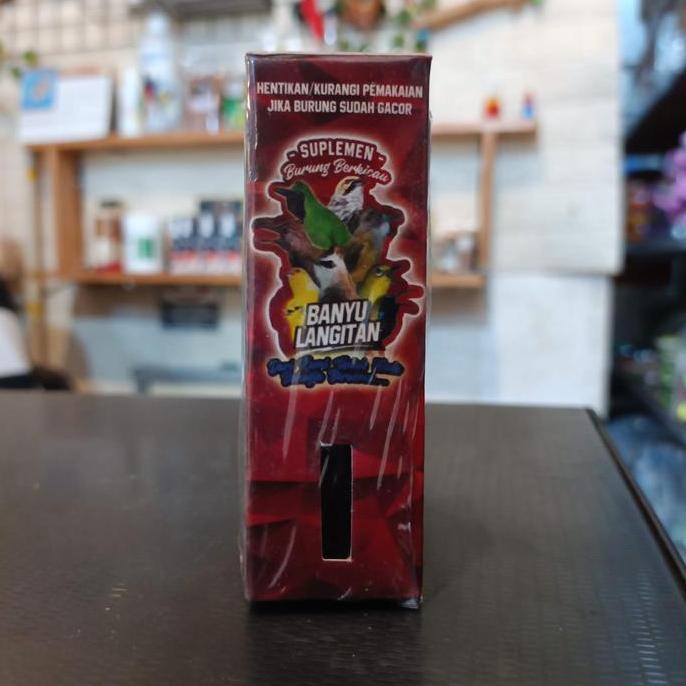 HENTIKAN/KURANGI PEMAKAIAN
JIKA BURUNG SUDAH GACOR
- SUPLEMEN -
Burung Berkicau
BANYU
LANGITAN